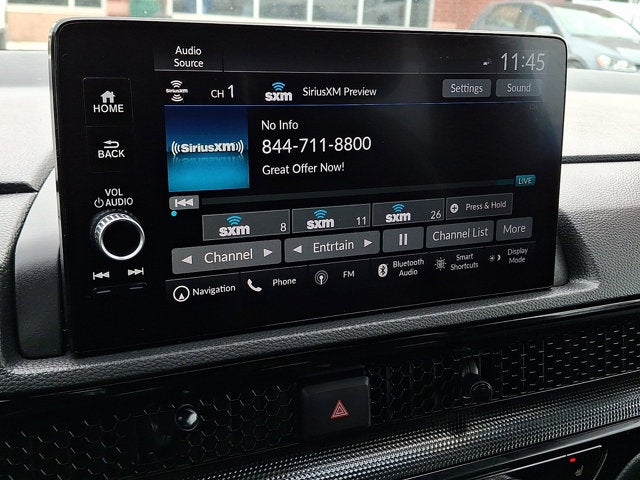 Audio
Source
11:45
HOME
SiriusXM
CH 1
sxm
SiriusXM Preview
Settings
Sound
BACK
((SiriusXM))
No Info
844-711-8800
Great Offer Now!
LIVE
VOL
AUDIO
sxm 8
sxm 11
sxm 26
Press & Hold
Channel
Entrtain
Channel List
More
Navigation
Phone
FM
Bluetooth
Audio
Smart
Shortcuts
Display
Mode